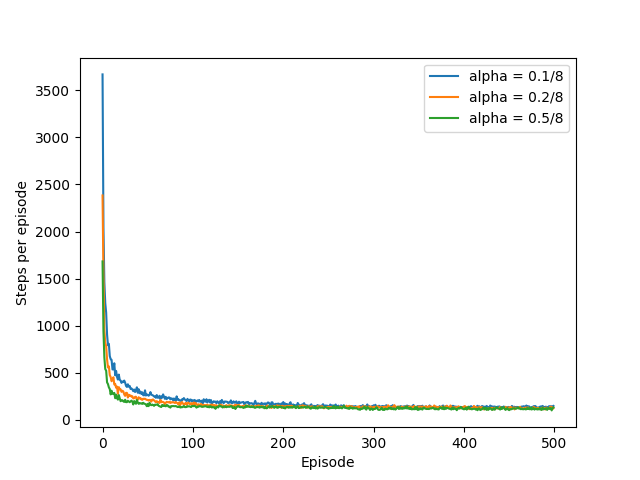 alpha = 0.1/8
alpha = 0.2/8
alpha = 0.5/8
Steps per episode
3500
3000
2500
2000
1500
1000
500
0
0 100 200 300 400 500
Episode